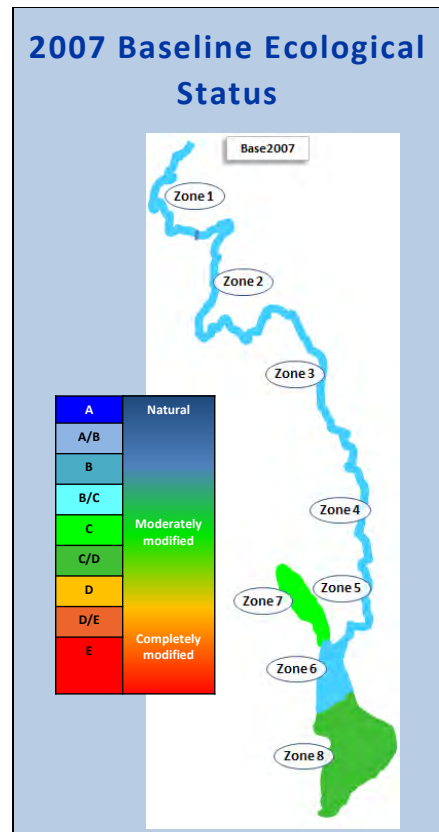 2007 Baseline Ecological
Status
Base2007
Zone 1
Zone 2
Zone 3
A
Natural
A/B
B
B/C
C
Moderately
modified
C/D
D
D/E
E
Completely
modified
Zone 4
Zone 5
Zone 7
Zone 6
Zone 8